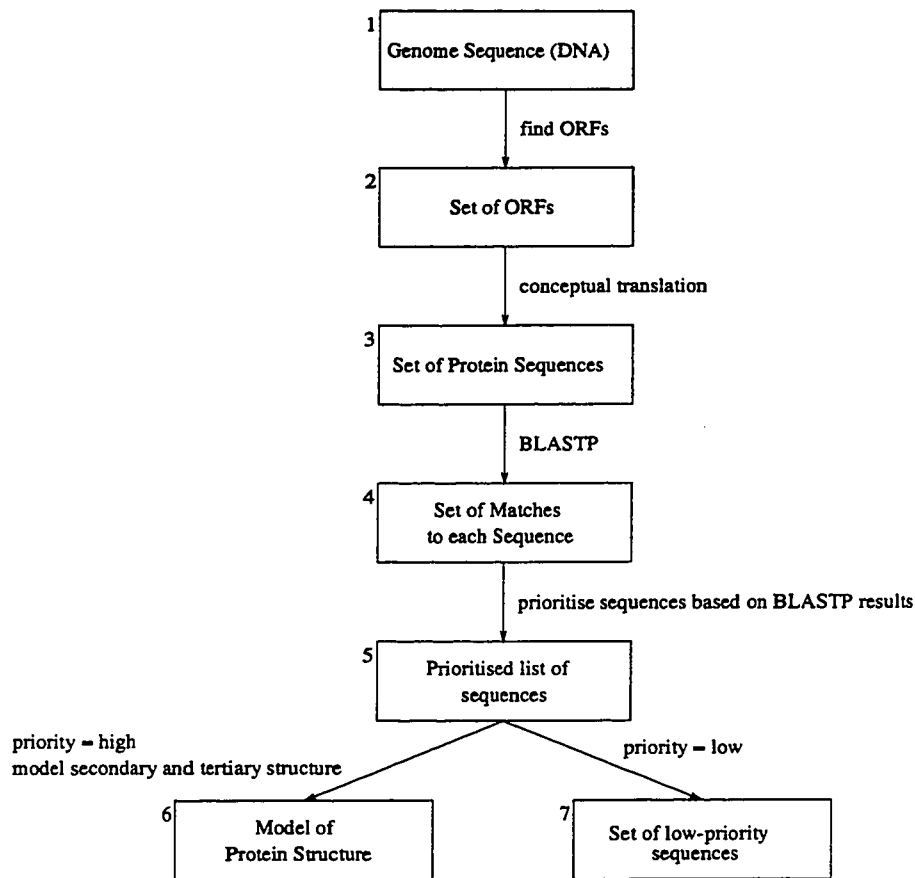 1
Genome Sequence (DNA)
find ORFs
2
Set of ORFs
conceptual translation
3
Set of Protein Sequences
BLASTP
4
Set of Matches
to each Sequence
prioritise sequences based on BLASTP results
5
Prioritised list of
sequences
priority = high
model secondary and tertiary structure
priority = low
6
Model of
Protein Structure
7
Set of low-priority
sequences